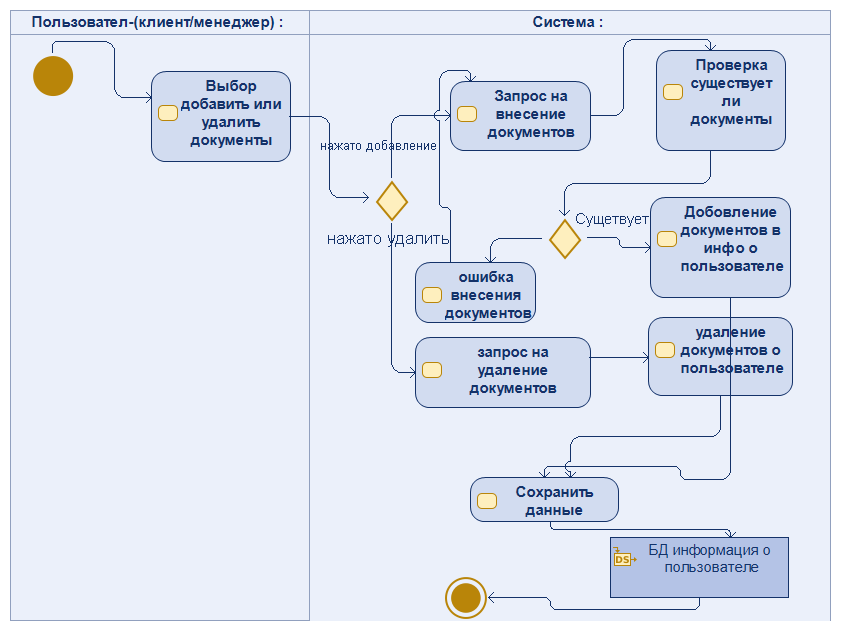 Пользовател-(клиент/менеджер) :
Система :
Выбор
добавить или
удалить
документы
нажато добавление
нажато удалить
Запрос на
внесение
документов
Проверка
существует
ли
документы
Сущетвует
Добовление
документов в
инфо о
пользователе
ошибка
внесения
документов
запрос на
удаление
документов
удаление
документов о
пользователе
Сохранить
данные
DS
БД информация о
пользователе